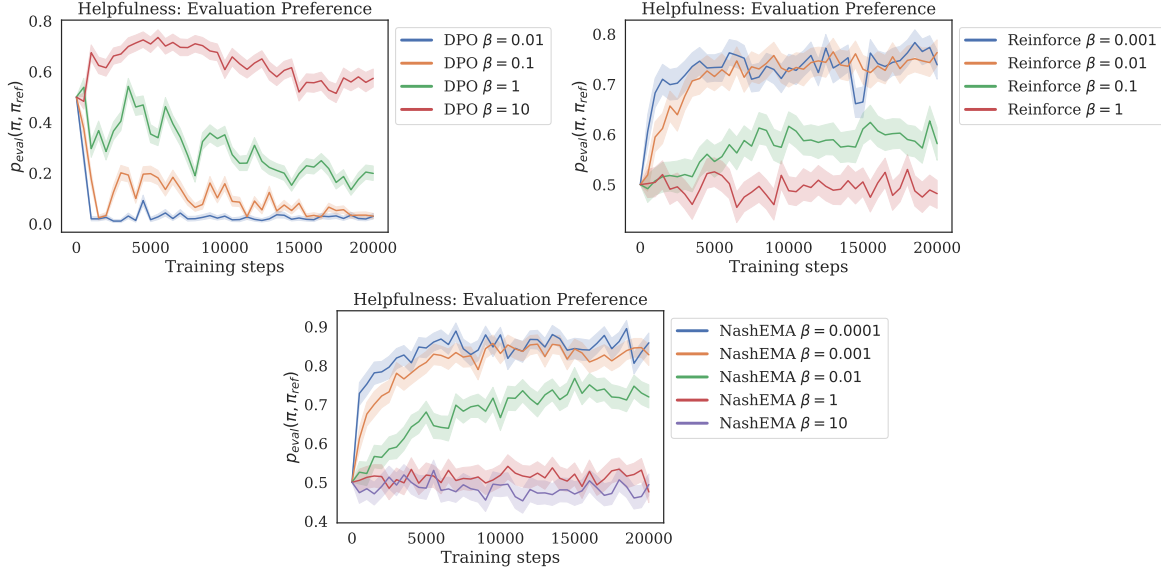 Helpfulness: Evaluation Preference
p_eval(π, π_ref)
0.8
0.6
0.4
0.2
0.0
0 5000 10000 15000 20000
Training steps
DPO β = 0.01
DPO β = 0.1
DPO β = 1
DPO β = 10
Helpfulness: Evaluation Preference
p_eval(π, π_ref)
0.8
0.7
0.6
0.5
0 5000 10000 15000 20000
Training steps
Reinforce β = 0.001
Reinforce β = 0.01
Reinforce β = 0.1
Reinforce β = 1
Helpfulness: Evaluation Preference
p_eval(π, π_ref)
0.9
0.8
0.7
0.6
0.5
0.4
0 5000 10000 15000 20000
Training steps
NashEMA β = 0.0001
NashEMA β = 0.001
NashEMA β = 0.01
NashEMA β = 1
NashEMA β = 10